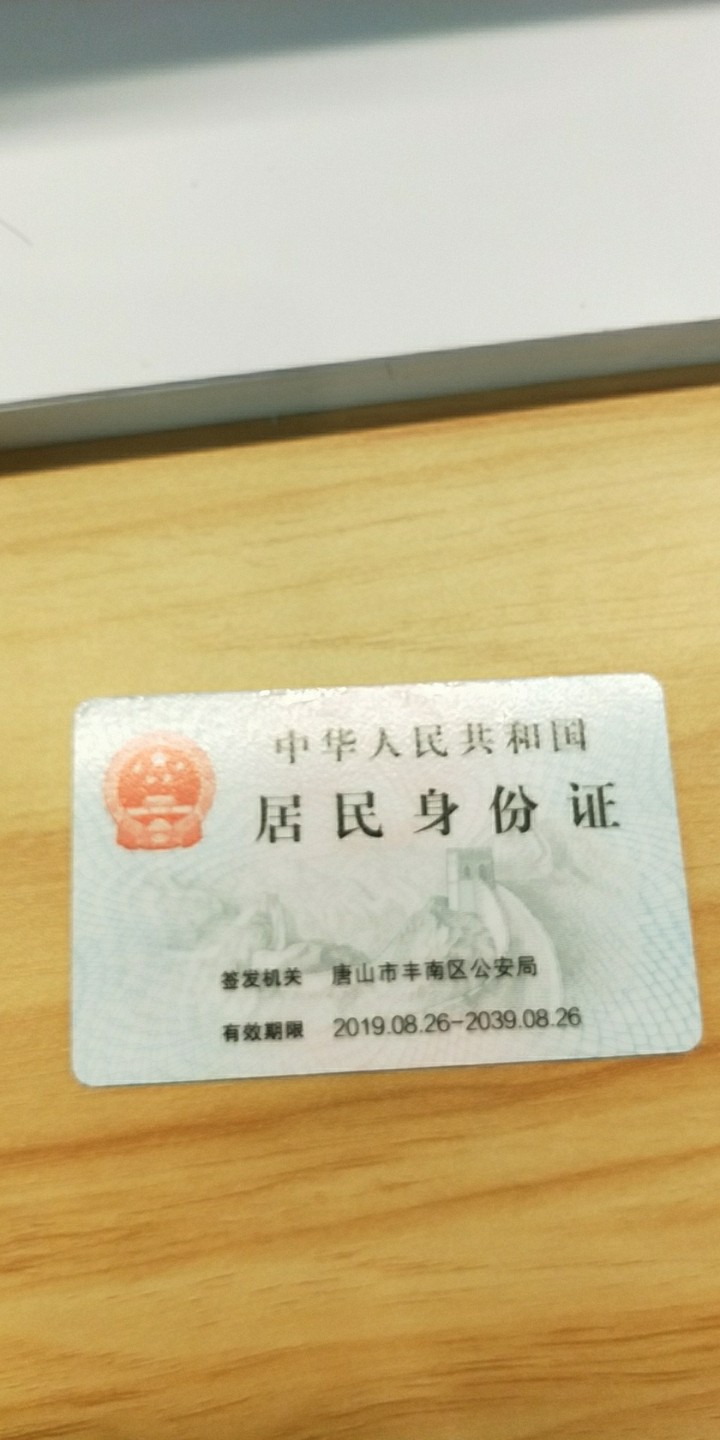 中华人民共和国
居民身份证
签发机关 唐山市丰南区公安局
有效期限 2019.08.26-2039.08.26